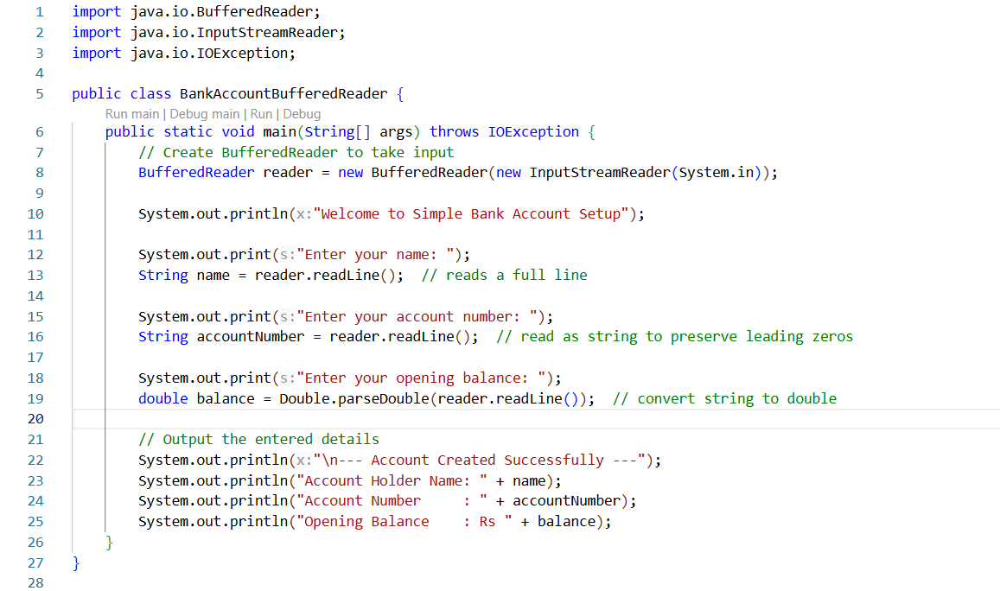 1 import java.io.BufferedReader;
2 import java.io.InputStreamReader;
3 import java.io.IOException;
4
5 public class BankAccountBufferedReader {
Run main | Debug main | Run | Debug
6 public static void main(String[] args) throws IOException {
7 // Create BufferedReader to take input
8 BufferedReader reader = new BufferedReader(new InputStreamReader(System.in));
9
10 System.out.println(x:"Welcome to Simple Bank Account Setup");
11
12 System.out.print(s:"Enter your name: ");
13 String name = reader.readLine();  // reads a full line
14
15 System.out.print(s:"Enter your account number: ");
16 String accountNumber = reader.readLine();  // read as string to preserve leading zeros
17
18 System.out.print(s:"Enter your opening balance: ");
19 double balance = Double.parseDouble(reader.readLine());  // convert string to double
20
21 // Output the entered details
22 System.out.println(x:"\n--- Account Created Successfully ---");
23 System.out.println("Account Holder Name: " + name);
24 System.out.println("Account Number     : " + accountNumber);
25 System.out.println("Opening Balance    : Rs " + balance);
26 }
27 }
28